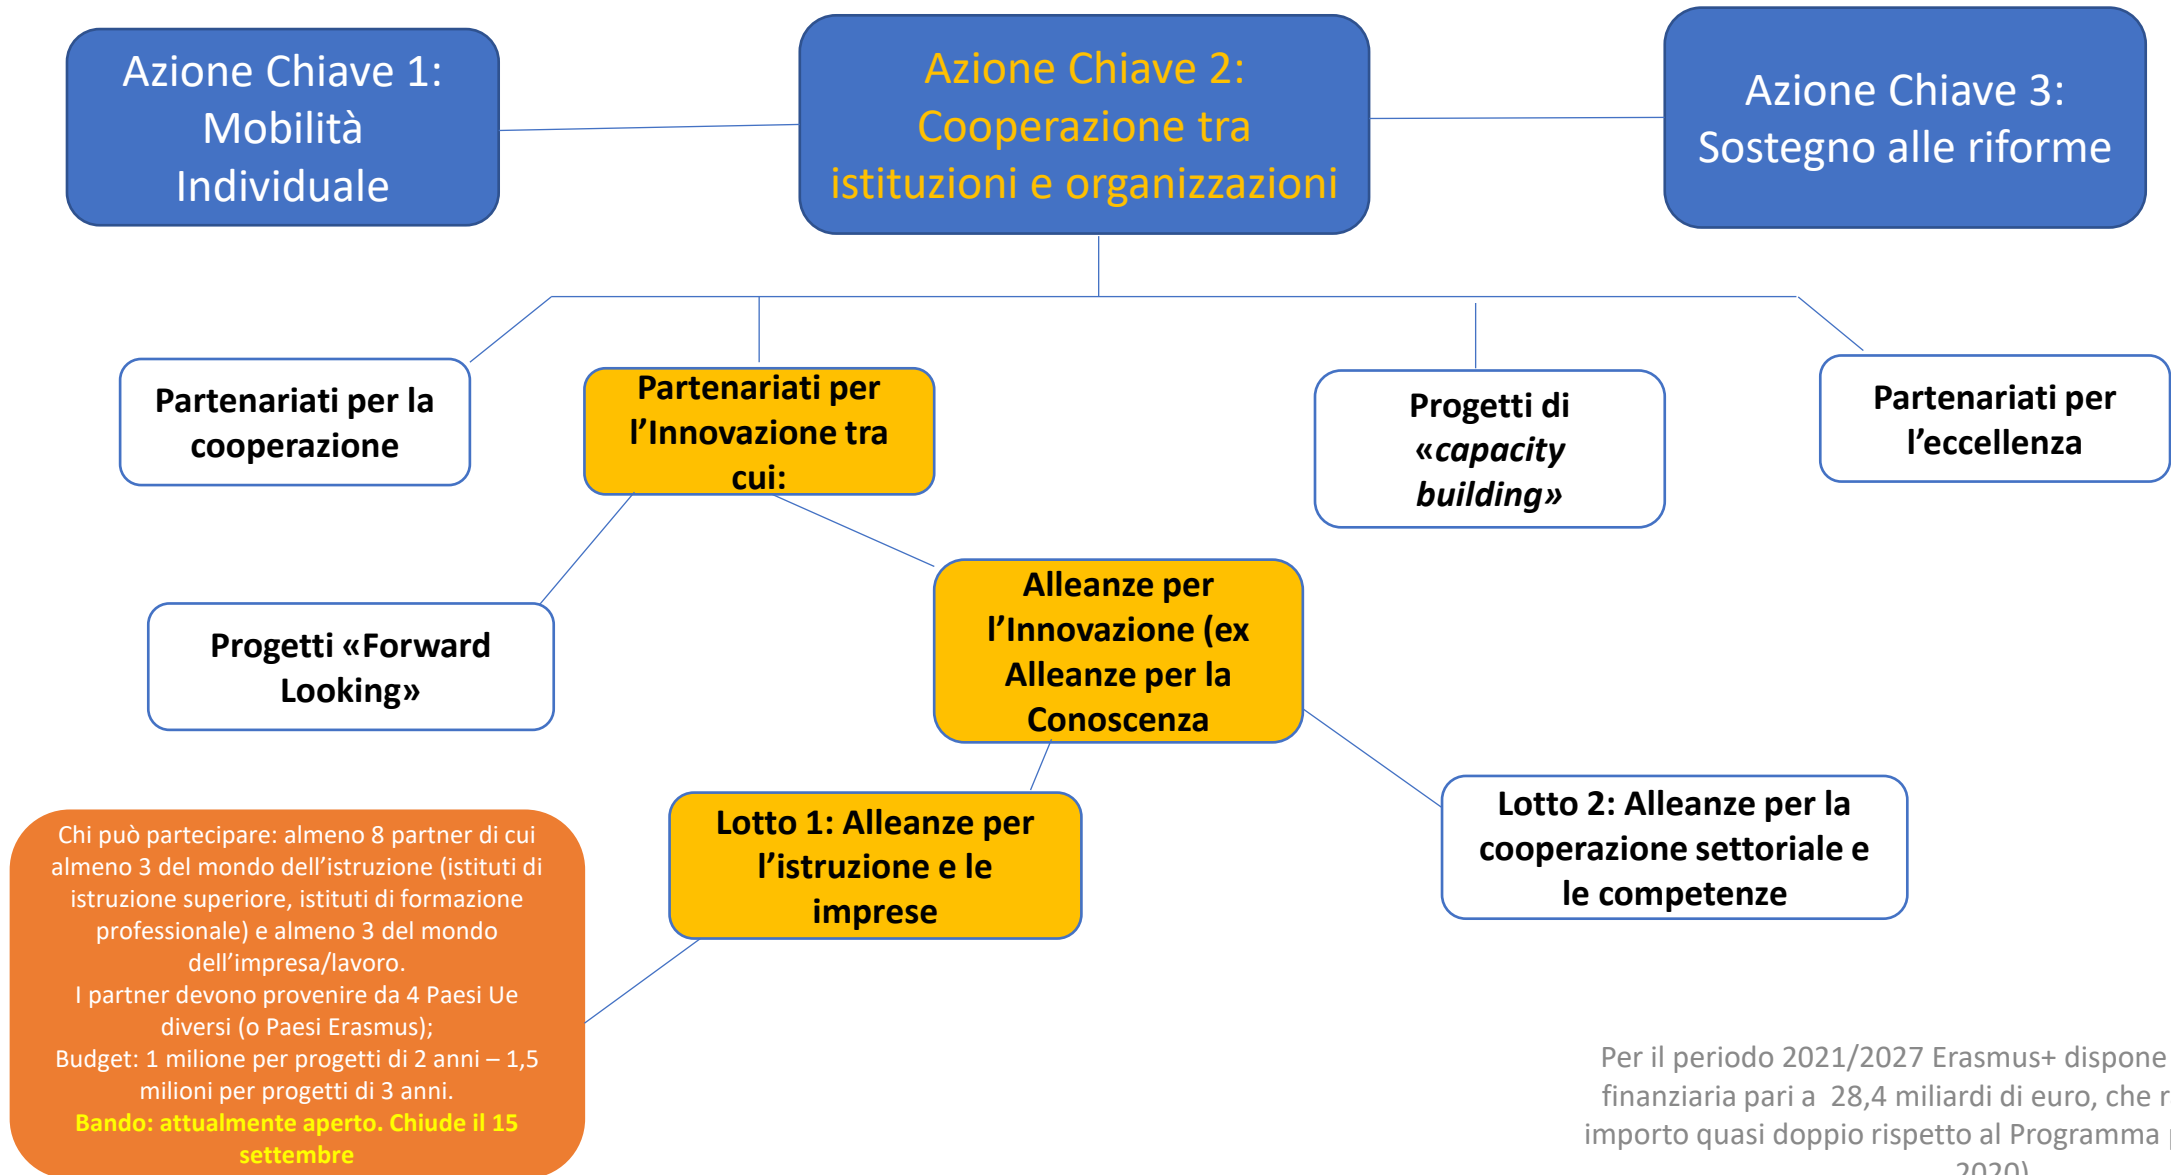 Azione Chiave 1:
Mobilità
Individuale
Azione Chiave 2:
Cooperazione tra
istituzioni e organizzazioni
Azione Chiave 3:
Sostegno alle riforme
Partenariati per la
cooperazione
Partenariati per
l’Innovazione tra
cui:
Progetti di
«capacity
building»
Partenariati per
l’eccellenza
Progetti «Forward
Looking»
Alleanze per
l’Innovazione (ex
Alleanze per la
Conoscenza
Lotto 1: Alleanze per
l’istruzione e le
imprese
Lotto 2: Alleanze per la
cooperazione settoriale e
le competenze
Chi può partecipare: almeno 8 partner di cui
almeno 3 del mondo dell’istruzione (istituti di
istruzione superiore, istituti di formazione
professionale) e almeno 3 del mondo
dell’impresa/lavoro.
I partner devono provenire da 4 Paesi Ue
diversi (o Paesi Erasmus);
Budget: 1 milione per progetti di 2 anni – 1,5
milioni per progetti di 3 anni.
Bando: attualmente aperto. Chiude il 15
settembre
Per il periodo 2021/2027 Erasmus+ dispone
finanziaria pari a 28,4 miliardi di euro, che
importo quasi doppio rispetto al Programma
2020)